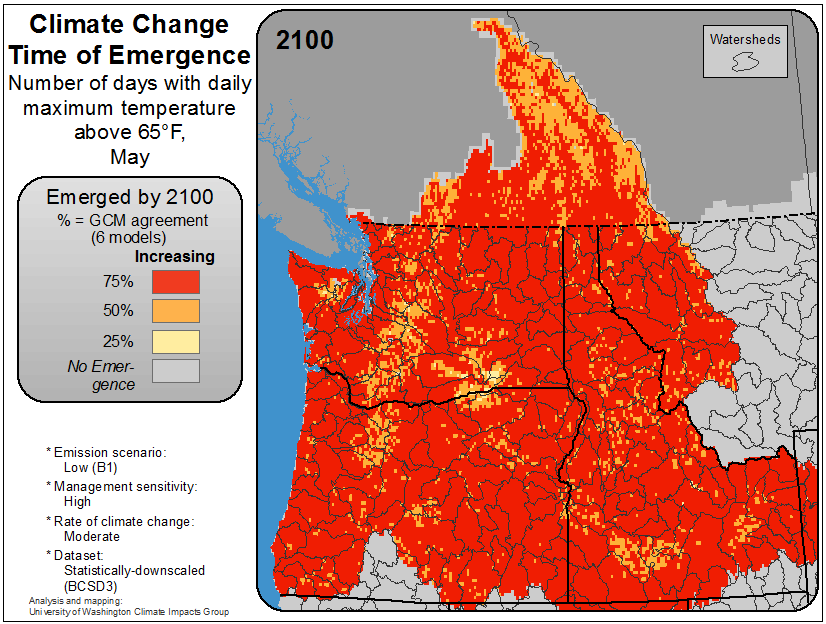 Climate Change
Time of Emergence
Number of days with daily
maximum temperature
above 65°F,
May
Emerged by 2100
% = GCM agreement
(6 models)
Increasing
75%
50%
25%
No Emer-
gence
* Emission scenario:
Low (B1)
* Management sensitivity:
High
* Rate of climate change:
Moderate
* Dataset:
Statistically-downscaled
(BCSD3)
Analysis and mapping:
University of Washington Climate Impacts Group
2100
Watersheds